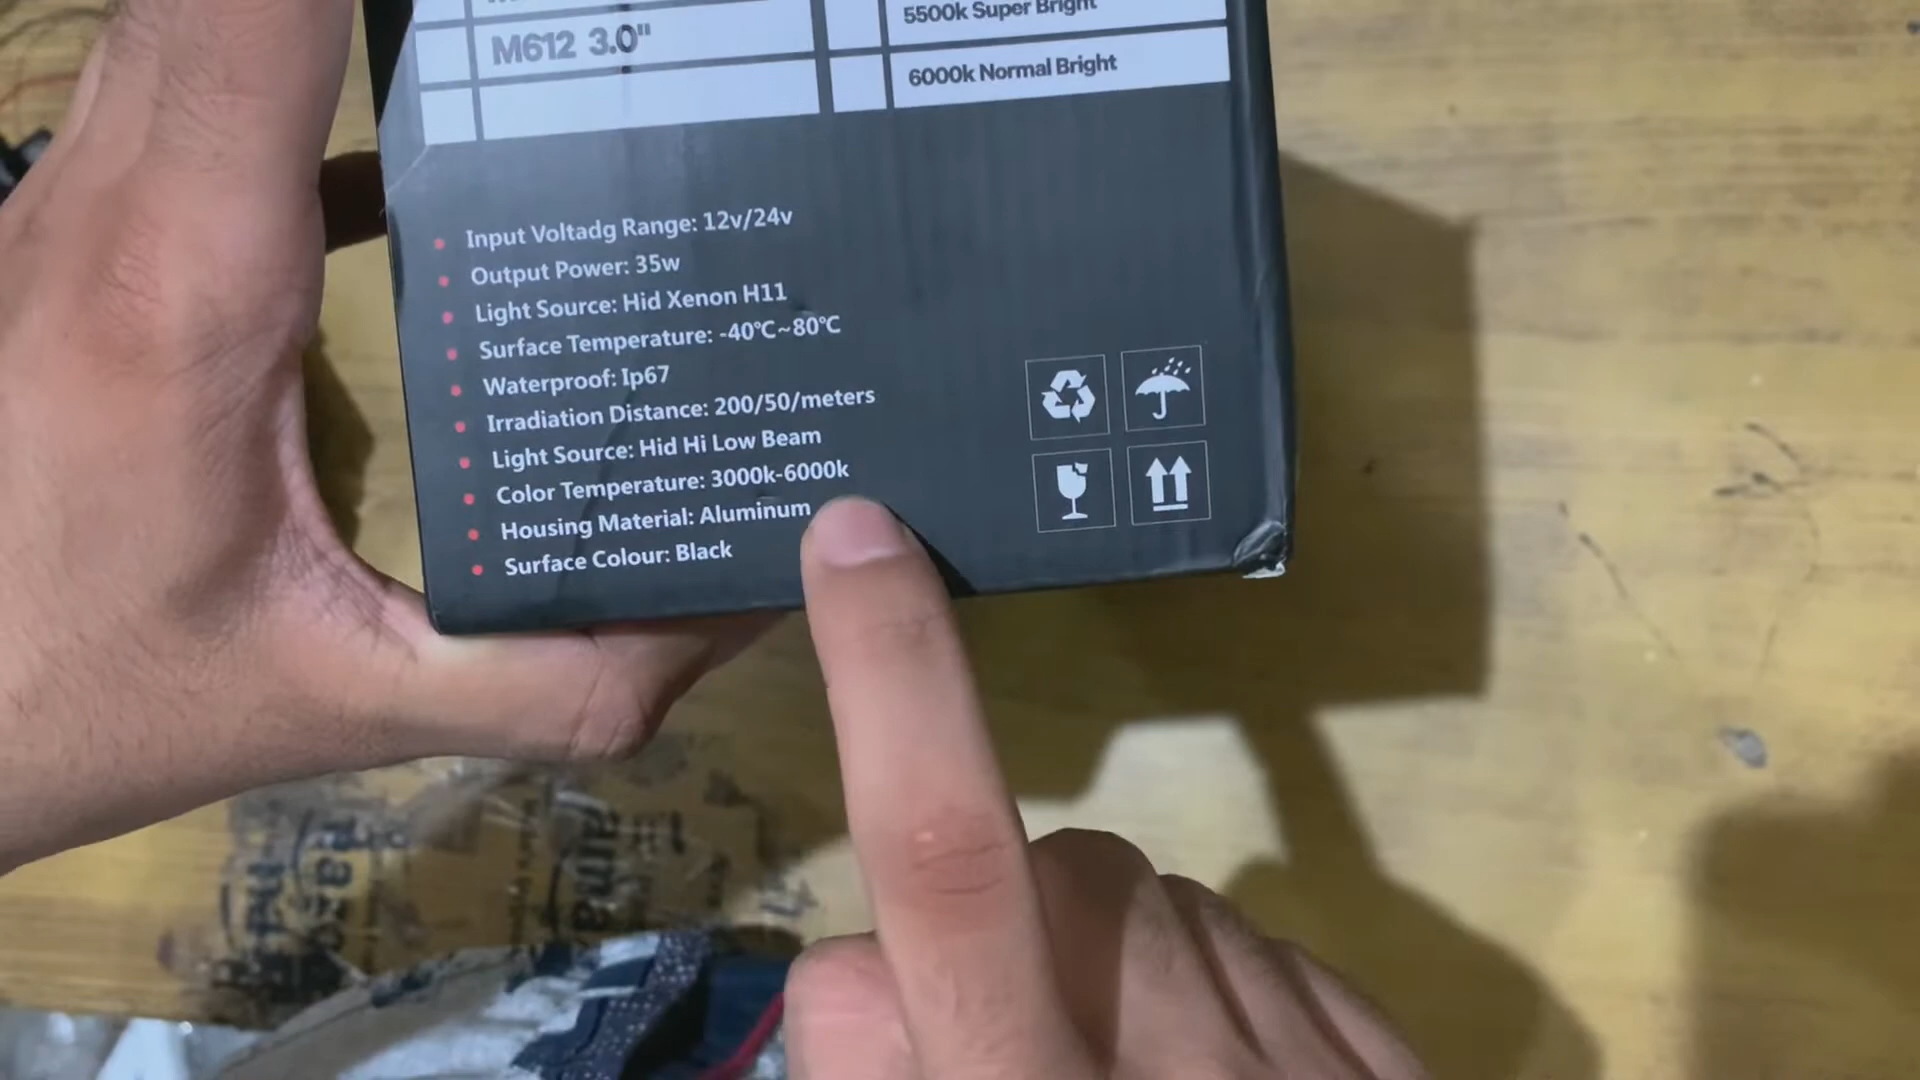 M612 3.0"
5500k Super Bright
6000k Normal Bright
Input Voltadg Range: 12v/24v
Output Power: 35w
Light Source: Hid Xenon H11
Surface Temperature: -40℃~80℃
Waterproof: Ip67
Irradiation Distance: 200/50/meters
Light Source: Hid Hi Low Beam
Color Temperature: 3000k-6000k
Housing Material: Aluminum
Surface Colour: Black